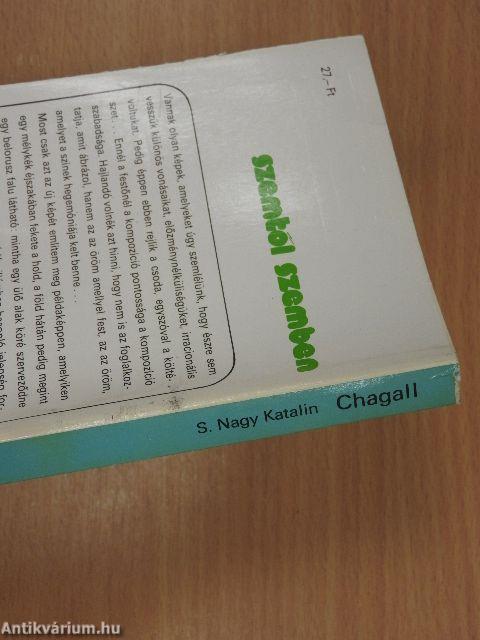 27,– Ft
szemtől szemben
Vannak olyan képek, amelyeket úgy szemlélünk, hogy észre sem
vesszük különös vonásaikat, előzménynélküliségüket, irracionális
voltukat. Pedig éppen ebben rejlik a csoda, egyszóval a költé-
szet... Ennél a festőnél a kompozíció pontossága a kompozíció
szabadsága. Hajlandó volnék azt hinni, hogy nem is az foglalkoz-
tatja, amit ábrázol, hanem az az öröm amellyel fest, az az öröm,
amelyet a színek hegemóniája kelt benne...
Most csak azt az új képét említem meg példaképpen, amelyiken
egy mélykék éjszakában fekete a hold, a föld hátán pedig megint
egy belorusz falu látható: mintha egy ülő alak köré szerveződne
S. Nagy Katalin Chagall
Antikvárium.hu